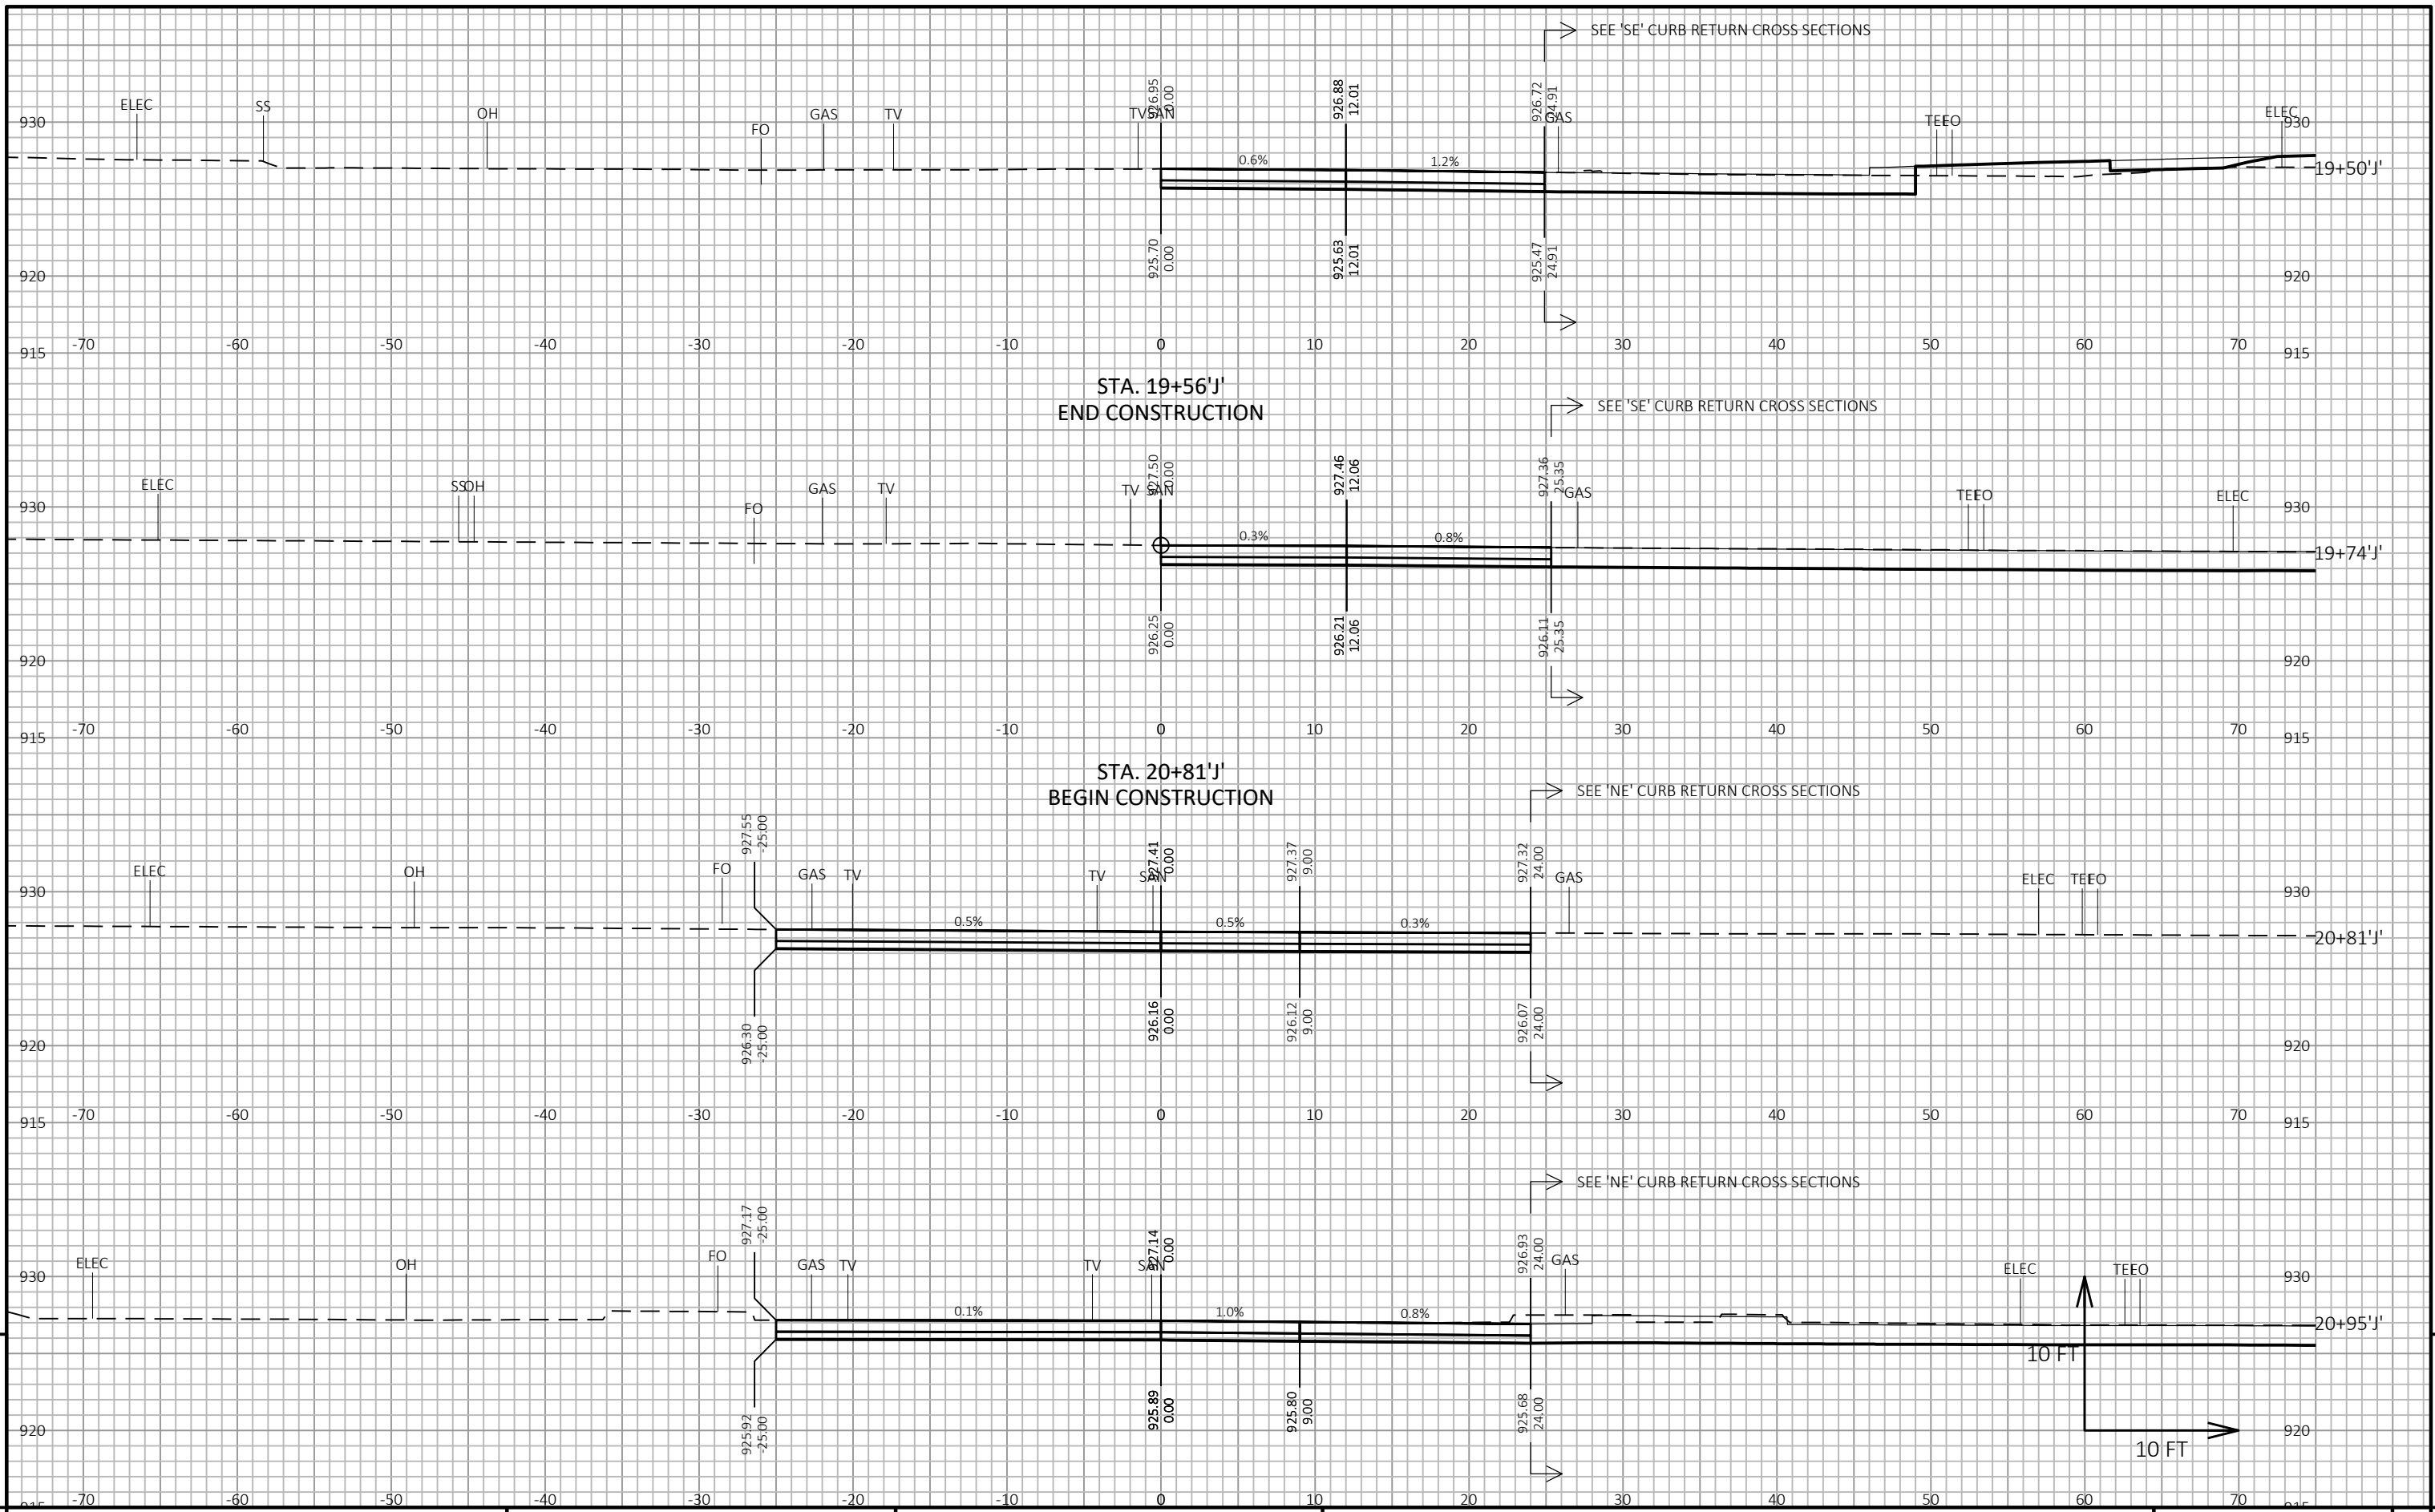 SEE 'SE' CURB RETURN CROSS SECTIONS
926.95 0.00
926.88 12.01
926.72 24.91
ELEC SS OH FO GAS TV TV SAN GAS TEL FO ELEC
930 930
0.6% 1.2%
19+50'J'
925.70 0.00
925.63 12.01
925.47 24.91
920 920
915 -70 -60 -50 -40 -30 -20 -10 0 10 20 30 40 50 60 70 915
STA. 19+56'J'
END CONSTRUCTION
SEE 'SE' CURB RETURN CROSS SECTIONS
927.50 0.00
927.46 12.06
927.36 25.35
ELEC SS OH FO GAS TV TV SAN GAS TEL FO ELEC
930 930
0.3% 0.8%
19+74'J'
926.25 0.00
926.21 12.06
926.11 25.35
920 920
915 -70 -60 -50 -40 -30 -20 -10 0 10 20 30 40 50 60 70 915
STA. 20+81'J'
BEGIN CONSTRUCTION
SEE 'NE' CURB RETURN CROSS SECTIONS
927.55 -25.00
927.41 0.00
927.37 9.00
927.32 24.00
ELEC OH FO GAS TV TV SAN GAS ELEC TEL FO
930 930
0.5% 0.5% 0.3%
20+81'J'
926.30 -25.00
926.16 0.00
926.12 9.00
926.07 24.00
920 920
915 -70 -60 -50 -40 -30 -20 -10 0 10 20 30 40 50 60 70 915
SEE 'NE' CURB RETURN CROSS SECTIONS
927.17 -25.00
927.14 0.00
926.93 24.00
ELEC OH FO GAS TV TV SAN GAS ELEC TEL FO
930 930
0.1% 1.0% 0.8%
20+95'J'
10 FT
925.92 -25.00
925.89 0.00
925.80 9.00
925.68 24.00
920 920
10 FT
915 -70 -60 -50 -40 -30 -20 -10 0 10 20 30 40 50 60 70 915